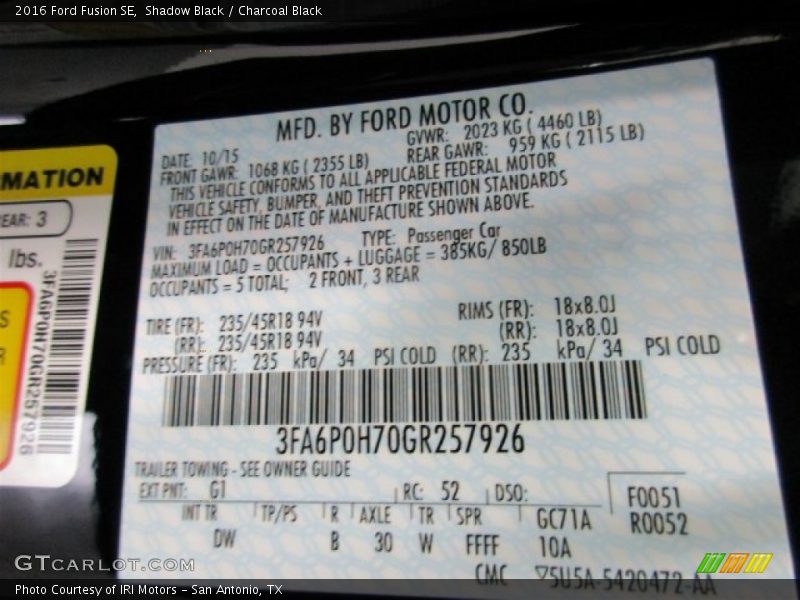 2016 Ford Fusion SE, Shadow Black / Charcoal Black
MFD. BY FORD MOTOR CO.
DATE: 10/15 GVWR: 2023 KG ( 4460 LB)
FRONT GAWR: 1068 KG ( 2355 LB) REAR GAWR: 959 KG ( 2115 LB)
THIS VEHICLE CONFORMS TO ALL APPLICABLE FEDERAL MOTOR
VEHICLE SAFETY, BUMPER, AND THEFT PREVENTION STANDARDS
IN EFFECT ON THE DATE OF MANUFACTURE SHOWN ABOVE.
VIN: 3FA6P0H70GR257926 TYPE: Passenger Car
MAXIMUM LOAD = OCCUPANTS + LUGGAGE = 385KG/ 850LB
OCCUPANTS = 5 TOTAL; 2 FRONT, 3 REAR
TIRE (FR): 235/45R18 94V RIMS (FR): 18x8.0J
(RR): 235/45R18 94V (RR): 18x8.0J
PRESSURE (FR): 235 kPa/ 34 PSI COLD (RR): 235 kPa/ 34 PSI COLD
3FA6P0H70GR257926
TRAILER TOWING - SEE OWNER GUIDE
EXT PNT: G1 RC: 52 DSO: F0051
INT TR TP/PS R AXLE TR SPR GC71A R0052
DW B 30 W FFFF 10A
CMC ▽5U5A-5420472-AA
MATION
EAR: 3
lbs.
3FA6P0H70GR257926
S
R
GTCARLOT.COM
Photo Courtesy of IRI Motors – San Antonio, TX